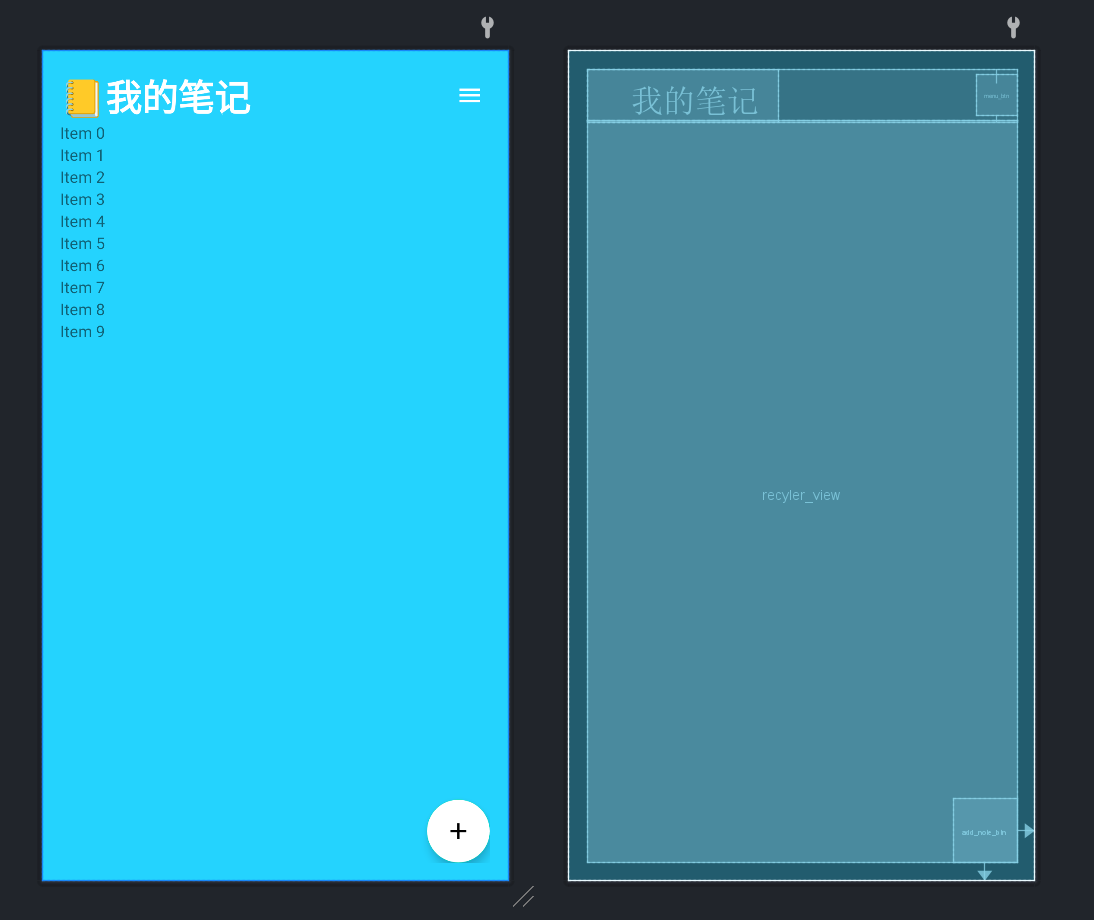 📒我的笔记
Item 0
Item 1
Item 2
Item 3
Item 4
Item 5
Item 6
Item 7
Item 8
Item 9
+
我的笔记
menu_btn
recyler_view
add_note_btn